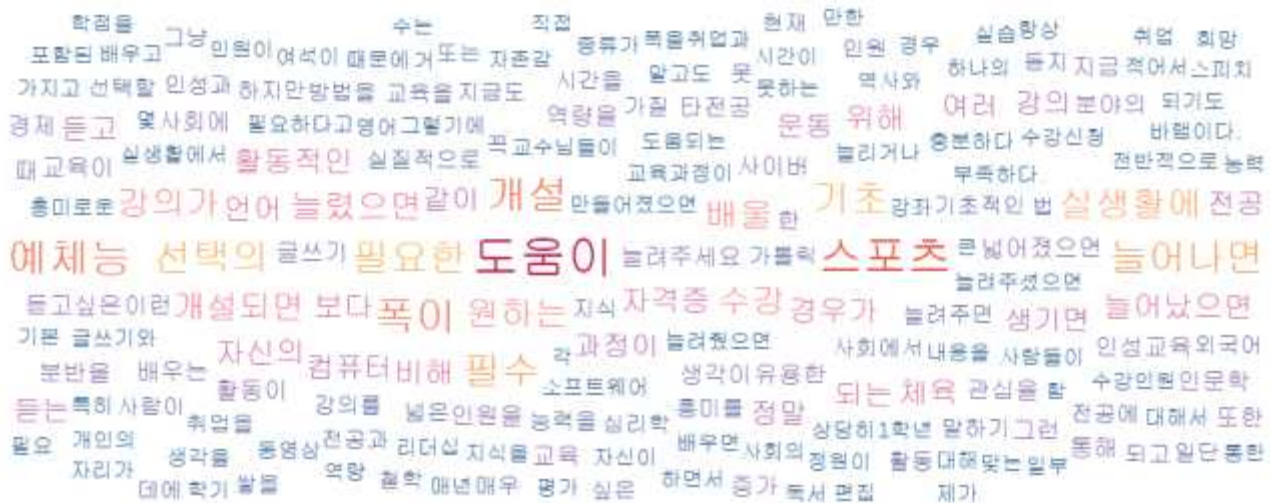 학점을 수는 직접 현재 만한
포함된 배우고 그냥 인원이 여석이 때문에 거 또는 자존감 종류가 폭을 취업과 시간이 인원 경우 실습 항상 취업 희망
가지고 선택할 인성과 하지만 방법을 교육을 지금도 시간을 알고도 못 못하는 역사와 하나의 듣지 지금 적어서 스피치
경제 듣고 몇 사회에 필요하다고 영어 그렇기에 역량을 가질 타전공 운동 위해 여러 강의 분야의 되기도
때 교육이 실생활에서 활동적인 실질적으로 꼭 교수님들이 도움되는 늘리거나 충분하다 수강신청 바램이다.
교육과정이 사이버 무족하다 전반적으로 능력
흥미로운 강의가 언어 늘렸으면 같이 개설 만들어졌으면 배울 한 기초 강좌 기초적인 법 실생활에 전공
예체능 선택의 글쓰기 필요한 도움이 늘려주세요 가톨릭 스포츠 큰 넓어졌으면 늘어나면
늘려주셨으면
듣고싶은 이런 개설되면 보다 폭이 원하는 지식 자격증 수강 경우가 늘려주면 생기면 늘어났으면
기본 글쓰기와 자신의 컴퓨터 비해 필수 각 과정이 늘려줬으면 사회에서 내용을 사람들이 인성교육 외국어
분반을 배우는 활동이 소프트웨어 생각이 유용한 되는 체육 관심을 함 수강인원 인문학
듣는 특히 사람이 취업을 강의를 넓은 인원을 능력을 심리학 흥미를 정말 상당히 1학년 말하기 그런 전공에 대해서 또한
필요 개인의 생각을 동영상 전공과 리더십 지식을 교육 자신이 배우면 사회의 정원이 활동 대해 맞는 일부 통해 되고 일단 통한
자리가 데에 학기 쌓을 역량 철학 매년 매우 평가 싶은 하면서 증가 독서 편집 제가